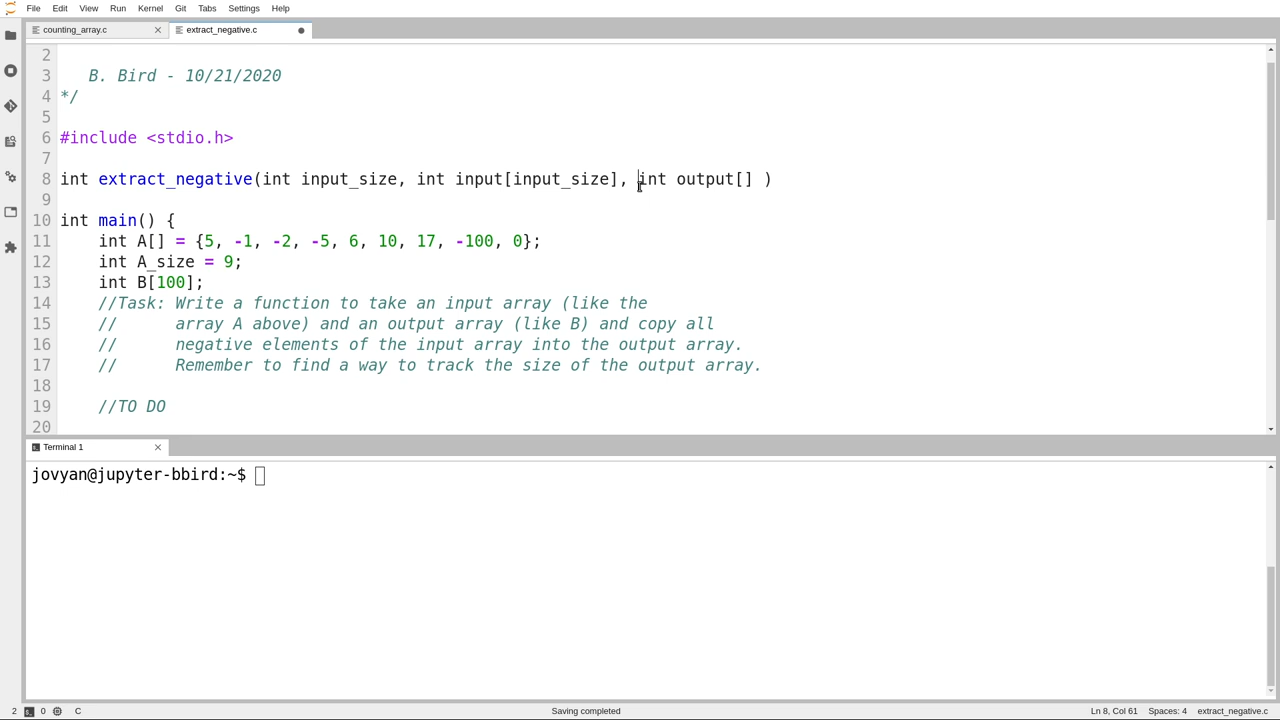 File Edit View Run Kernel Git Tabs Settings Help
counting_array.c
extract_negative.c
2
3    B. Bird - 10/21/2020
4 */
5
6 #include <stdio.h>
7
8 int extract_negative(int input_size, int input[input_size], int output[] )
9
10 int main() {
11     int A[] = {5, -1, -2, -5, 6, 10, 17, -100, 0};
12     int A_size = 9;
13     int B[100];
14     //Task: Write a function to take an input array (like the
15     //      array A above) and an output array (like B) and copy all
16     //      negative elements of the input array into the output array.
17     //      Remember to find a way to track the size of the output array.
18
19     //TO DO
20
Terminal 1
jovyan@jupyter-bbird:~$
2 0 C Saving completed Ln 8, Col 61 Spaces: 4 extract_negative.c